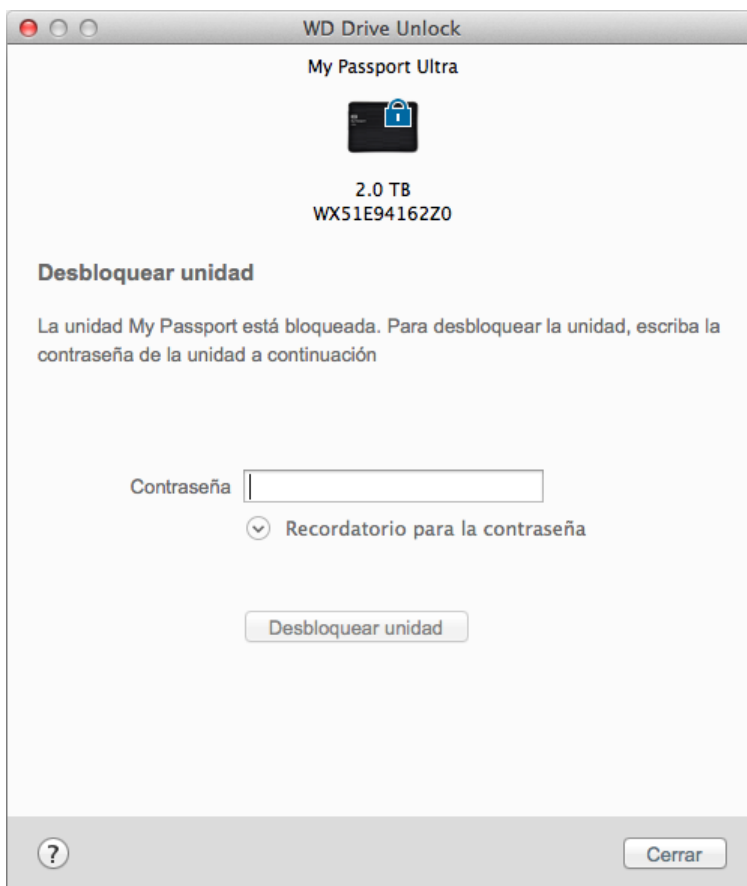 WD Drive Unlock
My Passport Ultra
2.0 TB
WX51E94162Z0
Desbloquear unidad
La unidad My Passport está bloqueada. Para desbloquear la unidad, escriba la
contraseña de la unidad a continuación
Contraseña
Recordatorio para la contraseña
Desbloquear unidad
?
Cerrar